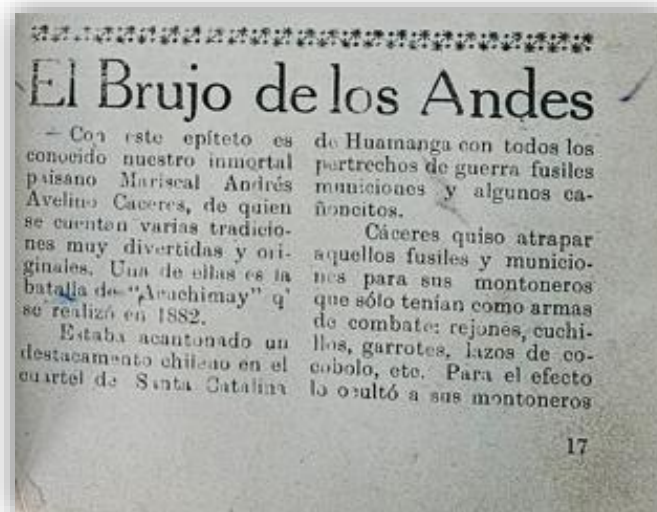 El Brujo de los Andes
— Con este epíteto es
conocido nuestro inmortal
paisano Mariscal Andrés
Avelino Caceres, de quien
se cuentan varias tradicio-
nes muy divertidas y ori-
ginales. Una de ellas es la
batalla de "Arachimay" q'
se realizó en 1882.
Estaba acantonado un
destacamento chileno en el
cuartel de Santa Catalina
de Huamanga con todos los
pertrechos de guerra fusiles
municiones y algunos ca-
ñoncitos.
Cáceres quiso atrapar
aquellos fusiles y municio-
nes para sus montoneros
que sólo tenían como armas
de combate: rejones, cuchi-
llos, garrotes, lazos de co-
cobolo, etc. Para el efecto
lo ocultó a sus montoneros
17